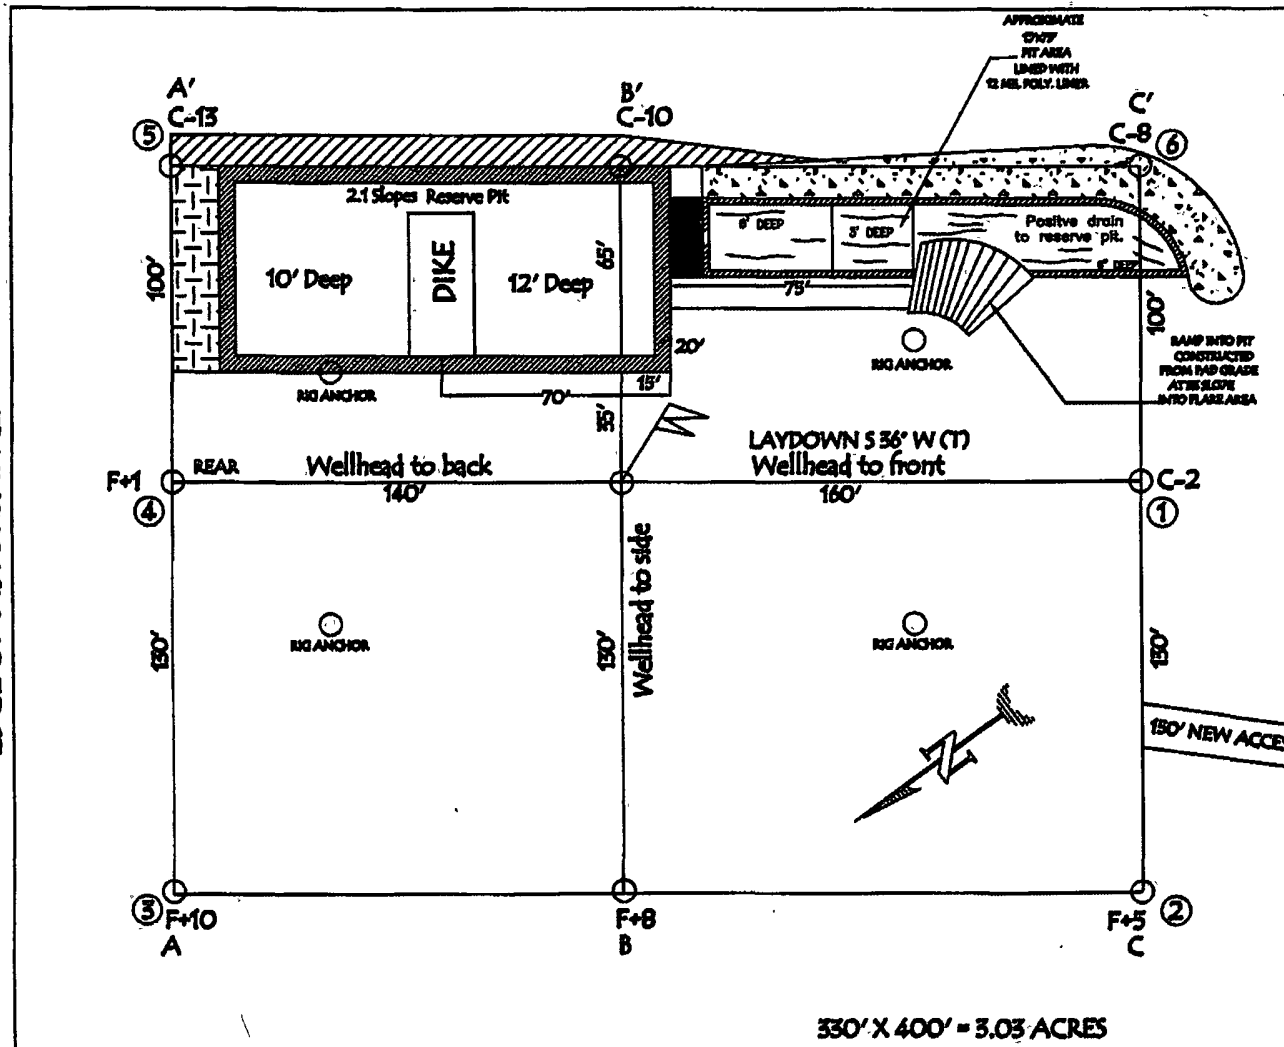 APPROXIMATE
PIT AREA
LINED WITH
12 MIL POLY. LINER
A'
C-13
B'
C-10
C'
C-8
5
6
2.1 Slopes Reserve Pit
6' DEEP
3' DEEP
Positve drain
to reserve pit.
DIKE
65'
10' Deep
12' Deep
100'
75'
100'
20'
RIG ANCHOR
RAMP INTO PIT
CONSTRUCTED
FROM PAD GRADE
INTO FLARE AREA
15'
RIG ANCHOR
70'
35'
LAYDOWN S 36° W (T)
REAR
Wellhead to back
Wellhead to front
F+1
140'
160'
C-2
4
1
Wellhead to side
RIG ANCHOR
RIG ANCHOR
130'
130'
130'
150' NEW ACCES
N
3
F+10
F+8
F+5
2
A
B
C
330' X 400' = 3.03 ACRES